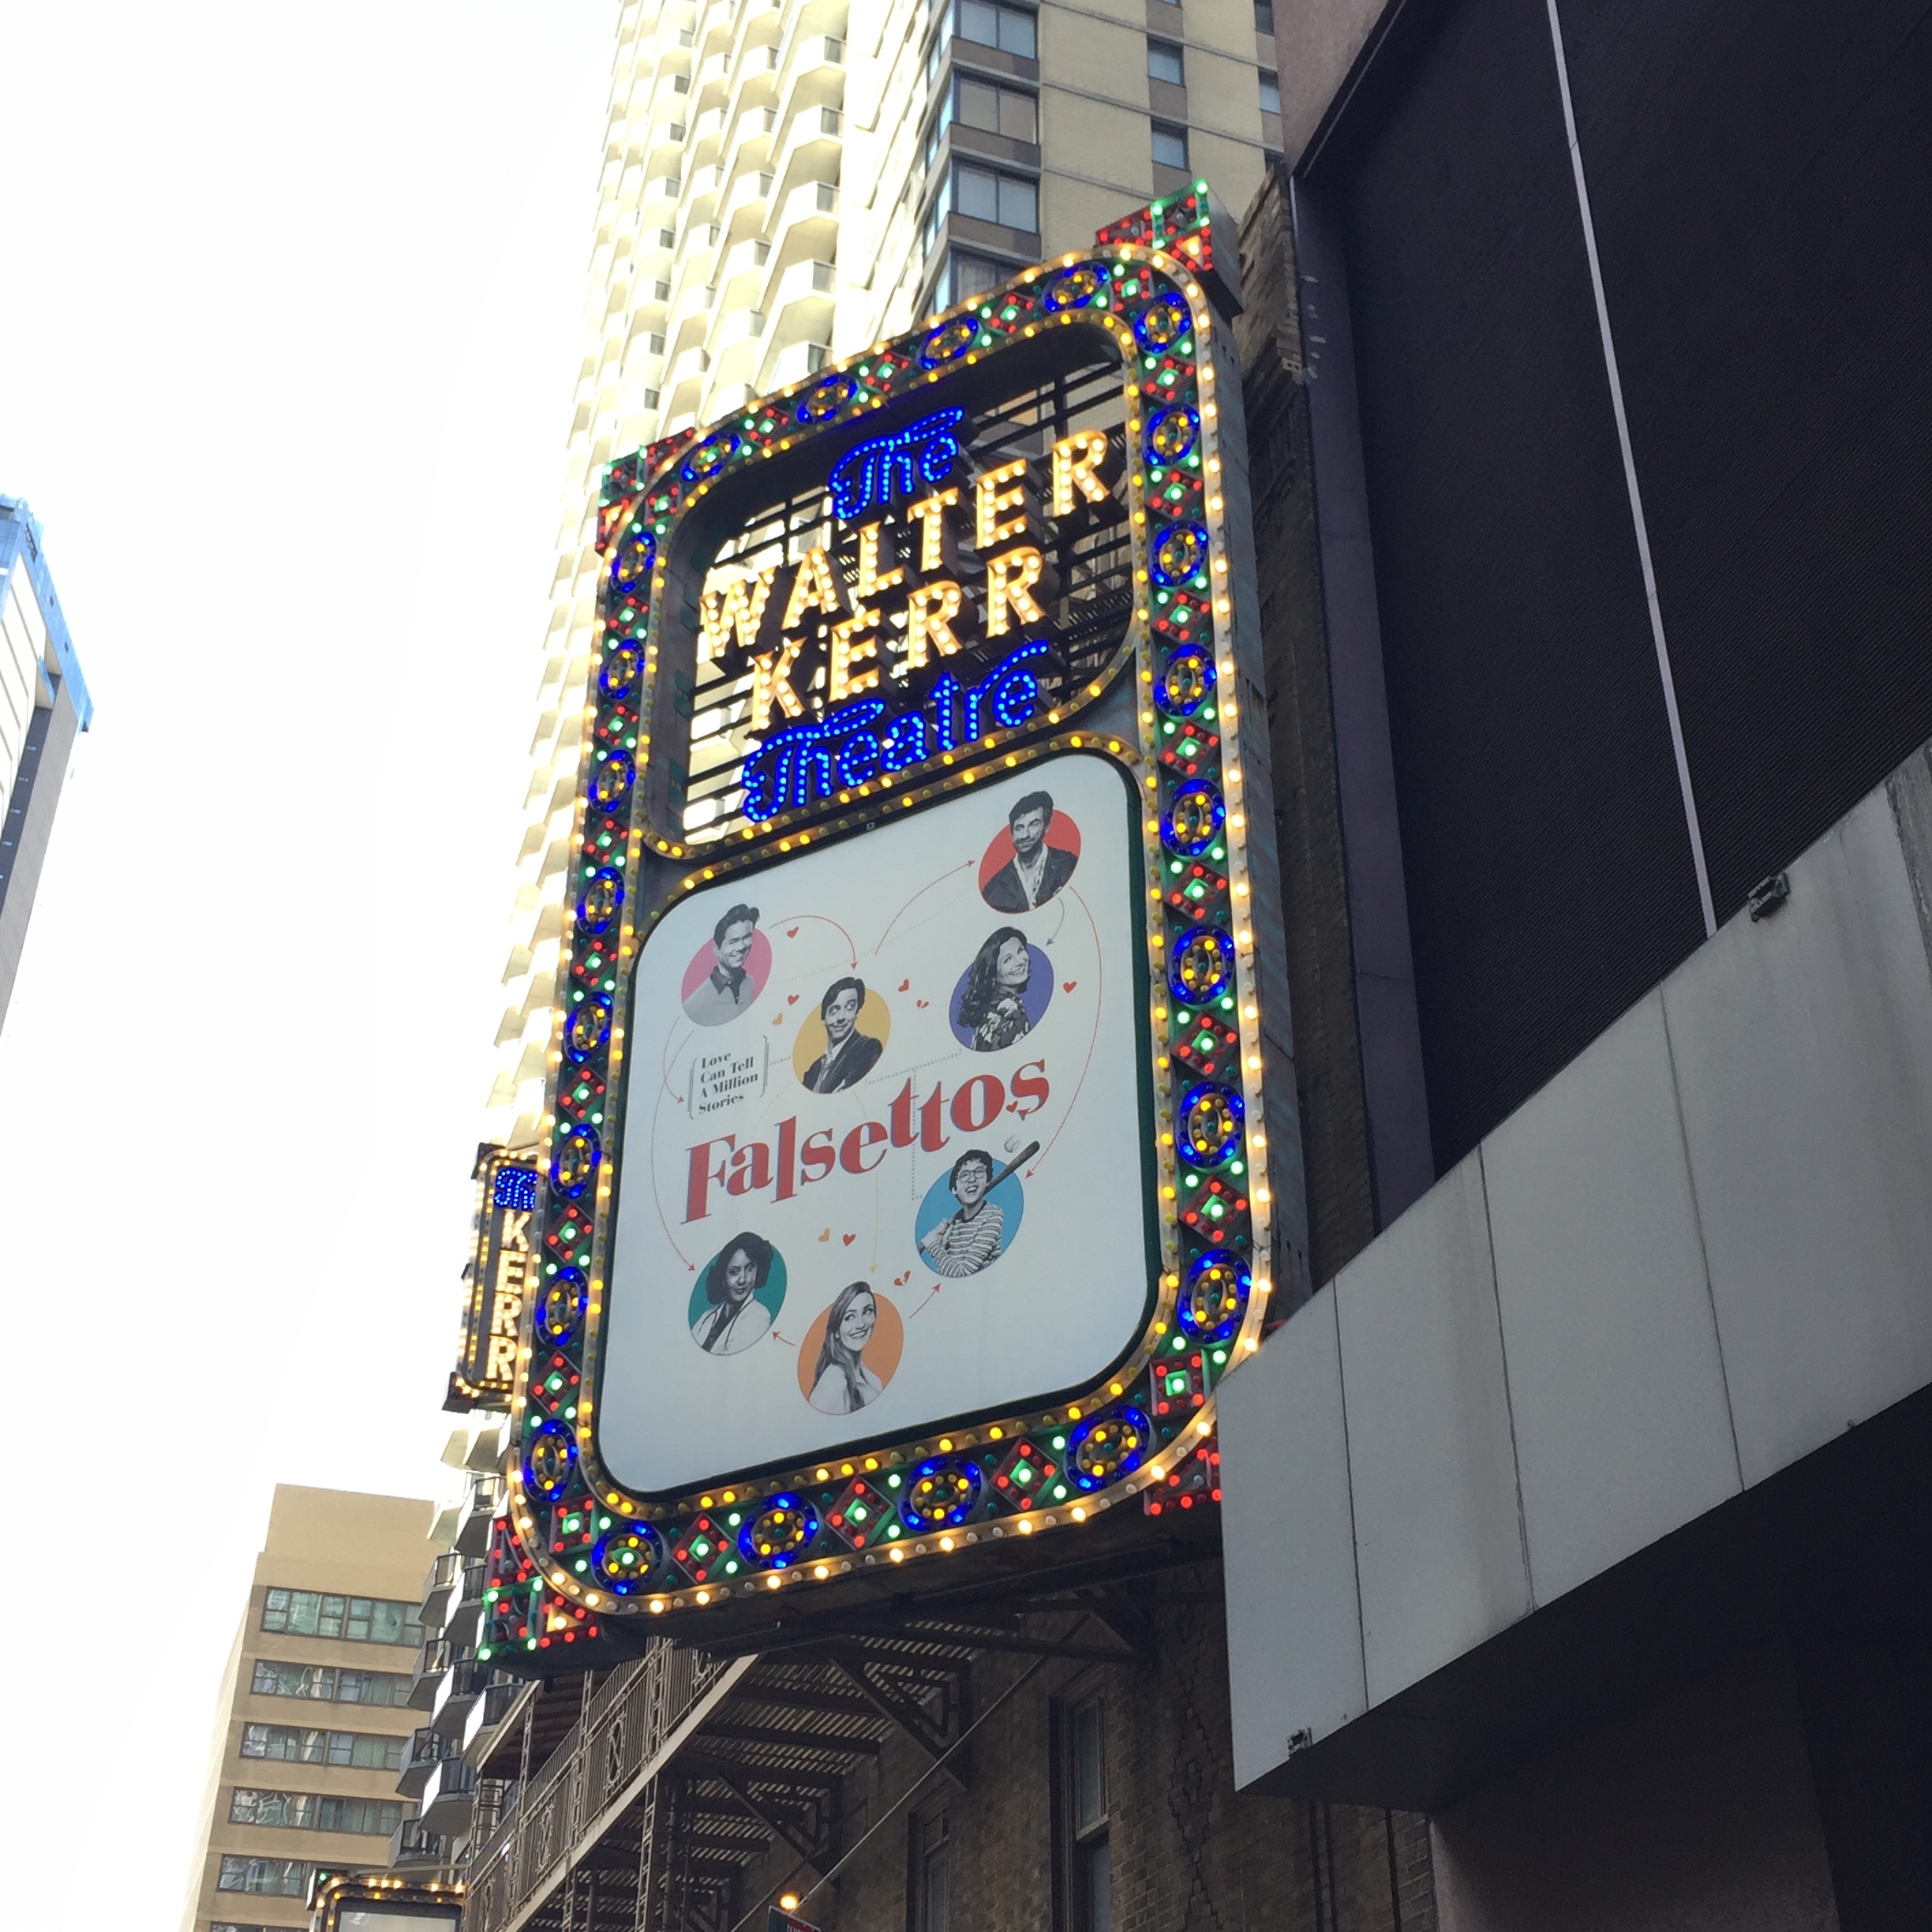 The
WALTER
KERR
Theatre
Love
Can Tell
A Million
Stories
Falsettos
KERR